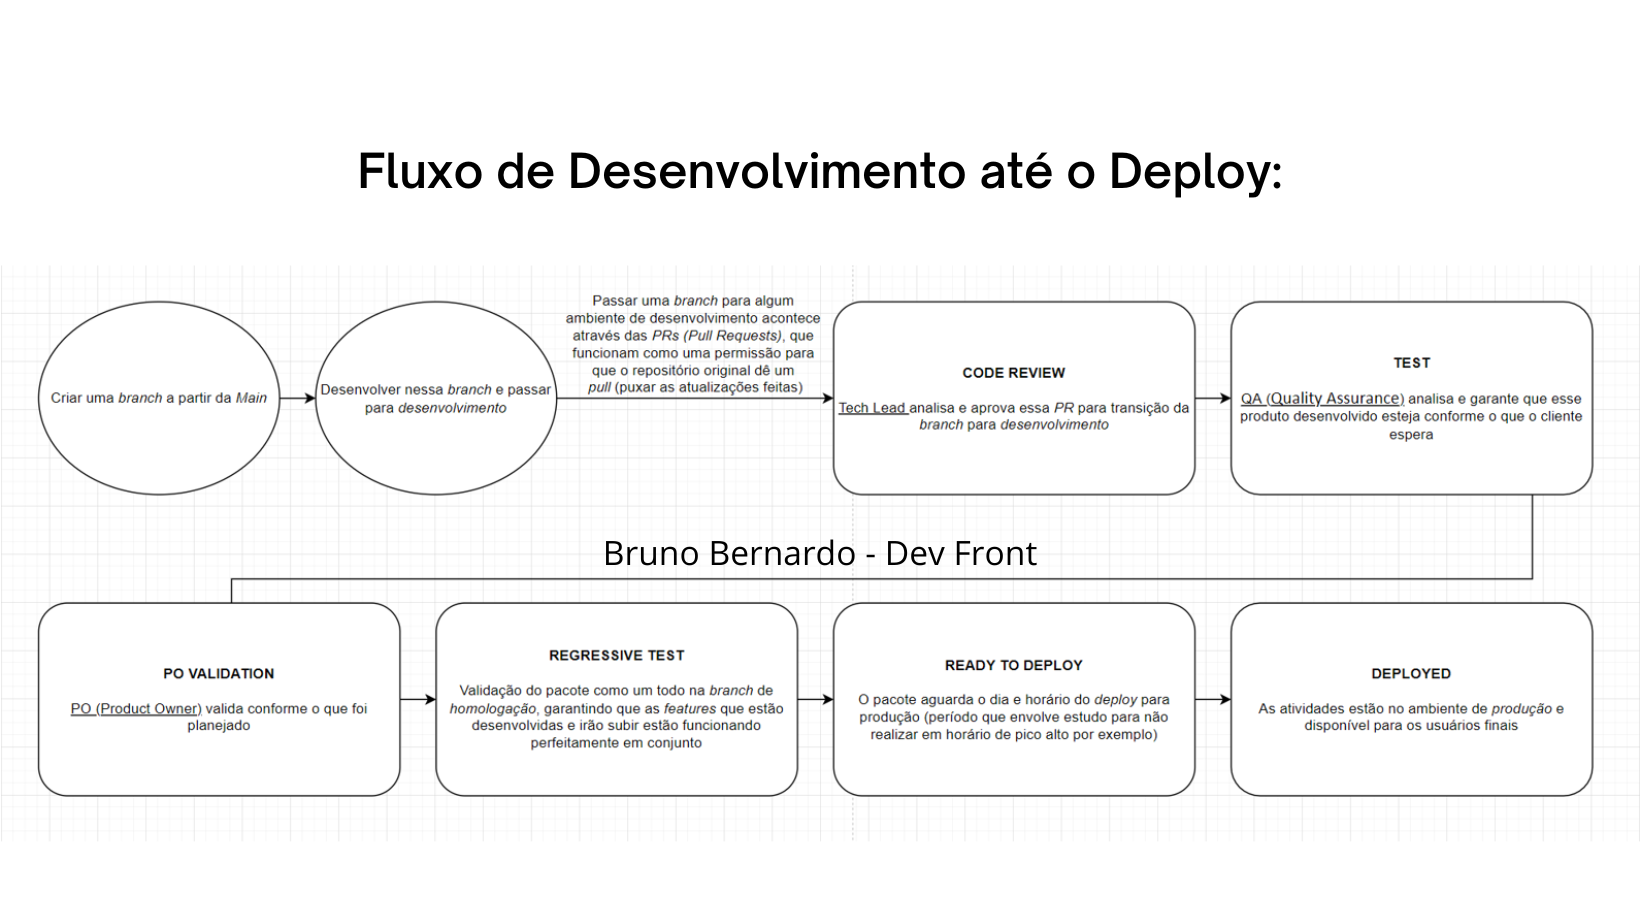 Fluxo de Desenvolvimento até o Deploy:
Criar uma branch a partir da Main
Desenvolver nessa branch e passar
para desenvolvimento
Passar uma branch para algum
ambiente de desenvolvimento acontece
através das PRs (Pull Requests), que
funcionam como uma permissão para
que o repositório original dê um
pull (puxar as atualizações feitas)
CODE REVIEW
Tech Lead analisa e aprova essa PR para transição da
branch para desenvolvimento
TEST
QA (Quality Assurance) analisa e garante que esse
produto desenvolvido esteja conforme o que o cliente
espera
Bruno Bernardo - Dev Front
PO VALIDATION
PO (Product Owner) valida conforme o que foi
planejado
REGRESSIVE TEST
Validação do pacote como um todo na branch de
homologação, garantindo que as features que estão
desenvolvidas e irão subir estão funcionando
perfeitamente em conjunto
READY TO DEPLOY
O pacote aguarda o dia e horário do deploy para
produção (período que envolve estudo para não
realizar em horário de pico alto por exemplo)
DEPLOYED
As atividades estão no ambiente de produção e
disponível para os usuários finais